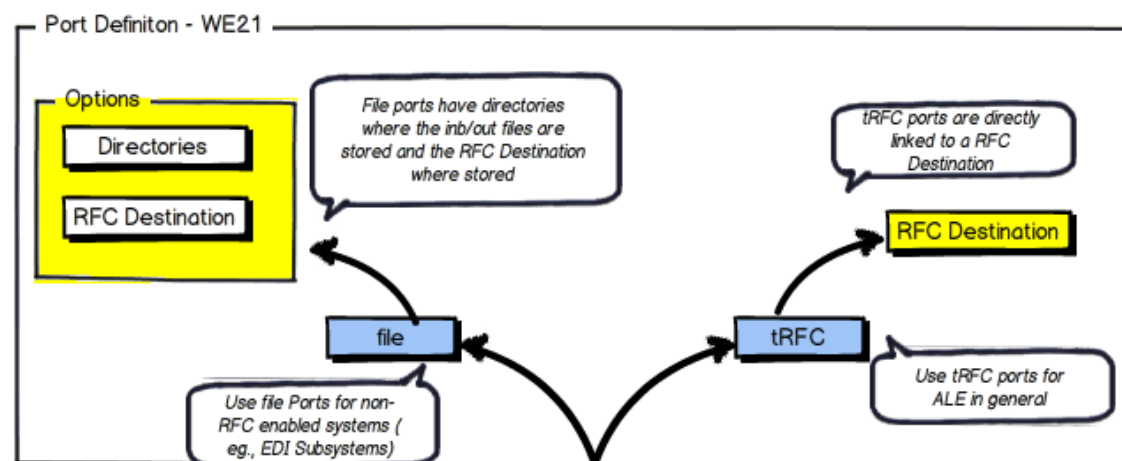 Port Definiton - WE21
Options
Directories
RFC Destination
File ports have directories
where the inb/out files are
stored and the RFC Destination
where stored
tRFC ports are directly
linked to a RFC
Destination
RFC Destination
file
tRFC
Use file Ports for non-
RFC enabled systems (
eg., EDI Subsystems)
Use tRFC ports for
ALE in general